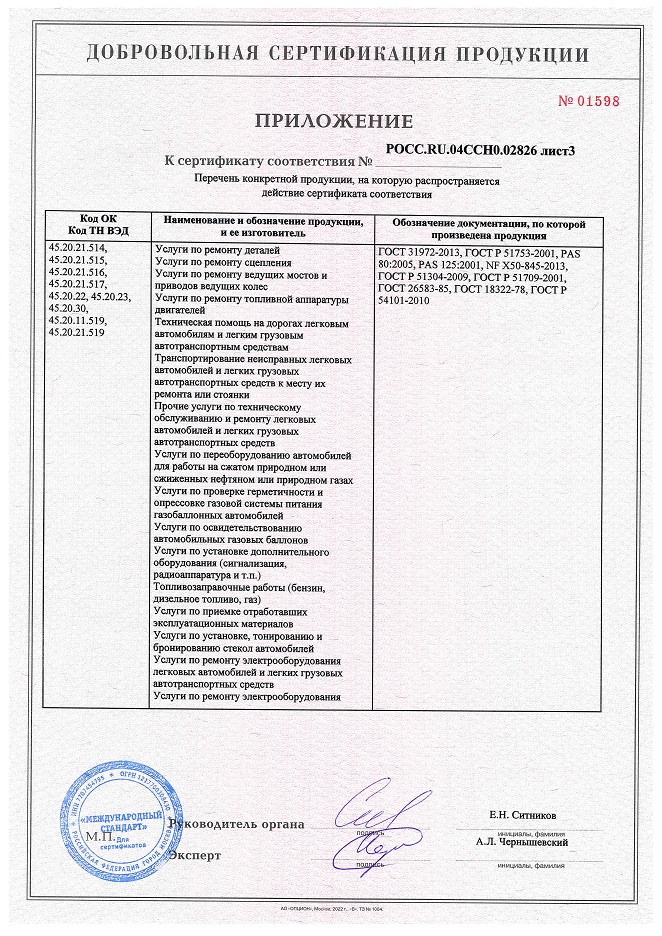 ДОБРОВОЛЬНАЯ СЕРТИФИКАЦИЯ ПРОДУКЦИИ
№ 01598
ПРИЛОЖЕНИЕ
К сертификату соответствия № РОСС.RU.04ССН0.02826 лист3
Перечень конкретной продукции, на которую распространяется
действие сертификата соответствия
Код ОК
Код ТН ВЭД
Наименование и обозначение продукции,
и ее изготовитель
Обозначение документации, по которой
произведена продукция
45.20.21.514,
45.20.21.515,
45.20.21.516,
45.20.21.517,
45.20.22, 45.20.23,
45.20.30,
45.20.11.519,
45.20.21.519
Услуги по ремонту деталей
Услуги по ремонту сцепления
Услуги по ремонту ведущих мостов и
приводов ведущих колес
Услуги по ремонту топливной аппаратуры
двигателей
Техническая помощь на дорогах легковым
автомобилям и легким грузовым
автотранспортным средствам
Транспортирование неисправных легковых
автомобилей и легких грузовых
автотранспортных средств к месту их
ремонта или стоянки
Прочие услуги по техническому
обслуживанию и ремонту легковых
автомобилей и легких грузовых
автотранспортных средств
Услуги по переоборудованию автомобилей
для работы на сжатом природном или
сжиженных нефтяном или природном газах
Услуги по проверке герметичности и
опрессовке газовой системы питания
газобаллонных автомобилей
Услуги по освидетельствованию
автомобильных газовых баллонов
Услуги по установке дополнительного
оборудования (сигнализация,
радиоаппаратура и т.п.)
Топливозаправочные работы (бензин,
дизельное топливо, газ)
Услуги по приемке отработавших
эксплуатационных материалов
Услуги по установке, тонированию и
бронированию стекол автомобилей
Услуги по ремонту электрооборудования
легковых автомобилей и легких грузовых
автотранспортных средств
Услуги по ремонту электрооборудования
ГОСТ 31972-2013, ГОСТ Р 51753-2001, PAS
80:2005, PAS 125:2001, NF X50-845-2013,
ГОСТ Р 51304-2009, ГОСТ Р 51709-2001,
ГОСТ 26583-85, ГОСТ 18322-78, ГОСТ Р
54101-2010
«МЕЖДУНАРОДНЫЙ
СТАНДАРТ»
Для
сертификатов
РОССИЙСКАЯ ФЕДЕРАЦИЯ ГОРОД МОСКВА
М.П.
Руководитель органа
подпись
Е.Н. Ситников
инициалы, фамилия
Эксперт
подпись
А.Л. Чернышевский
инициалы, фамилия
АО «ОПЦИОН», Москва, 2022 г., «В», ТЗ № 1004.